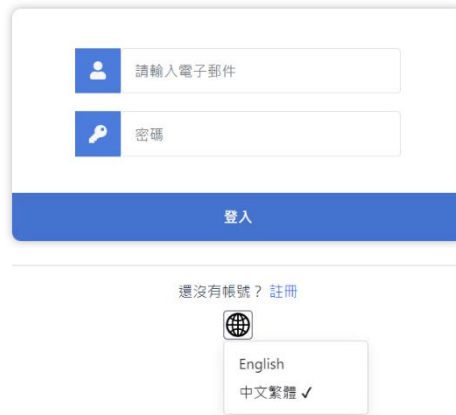 請輸入電子郵件
密碼
登入
還沒有帳號？ 註冊
English
中文繁體 ✓